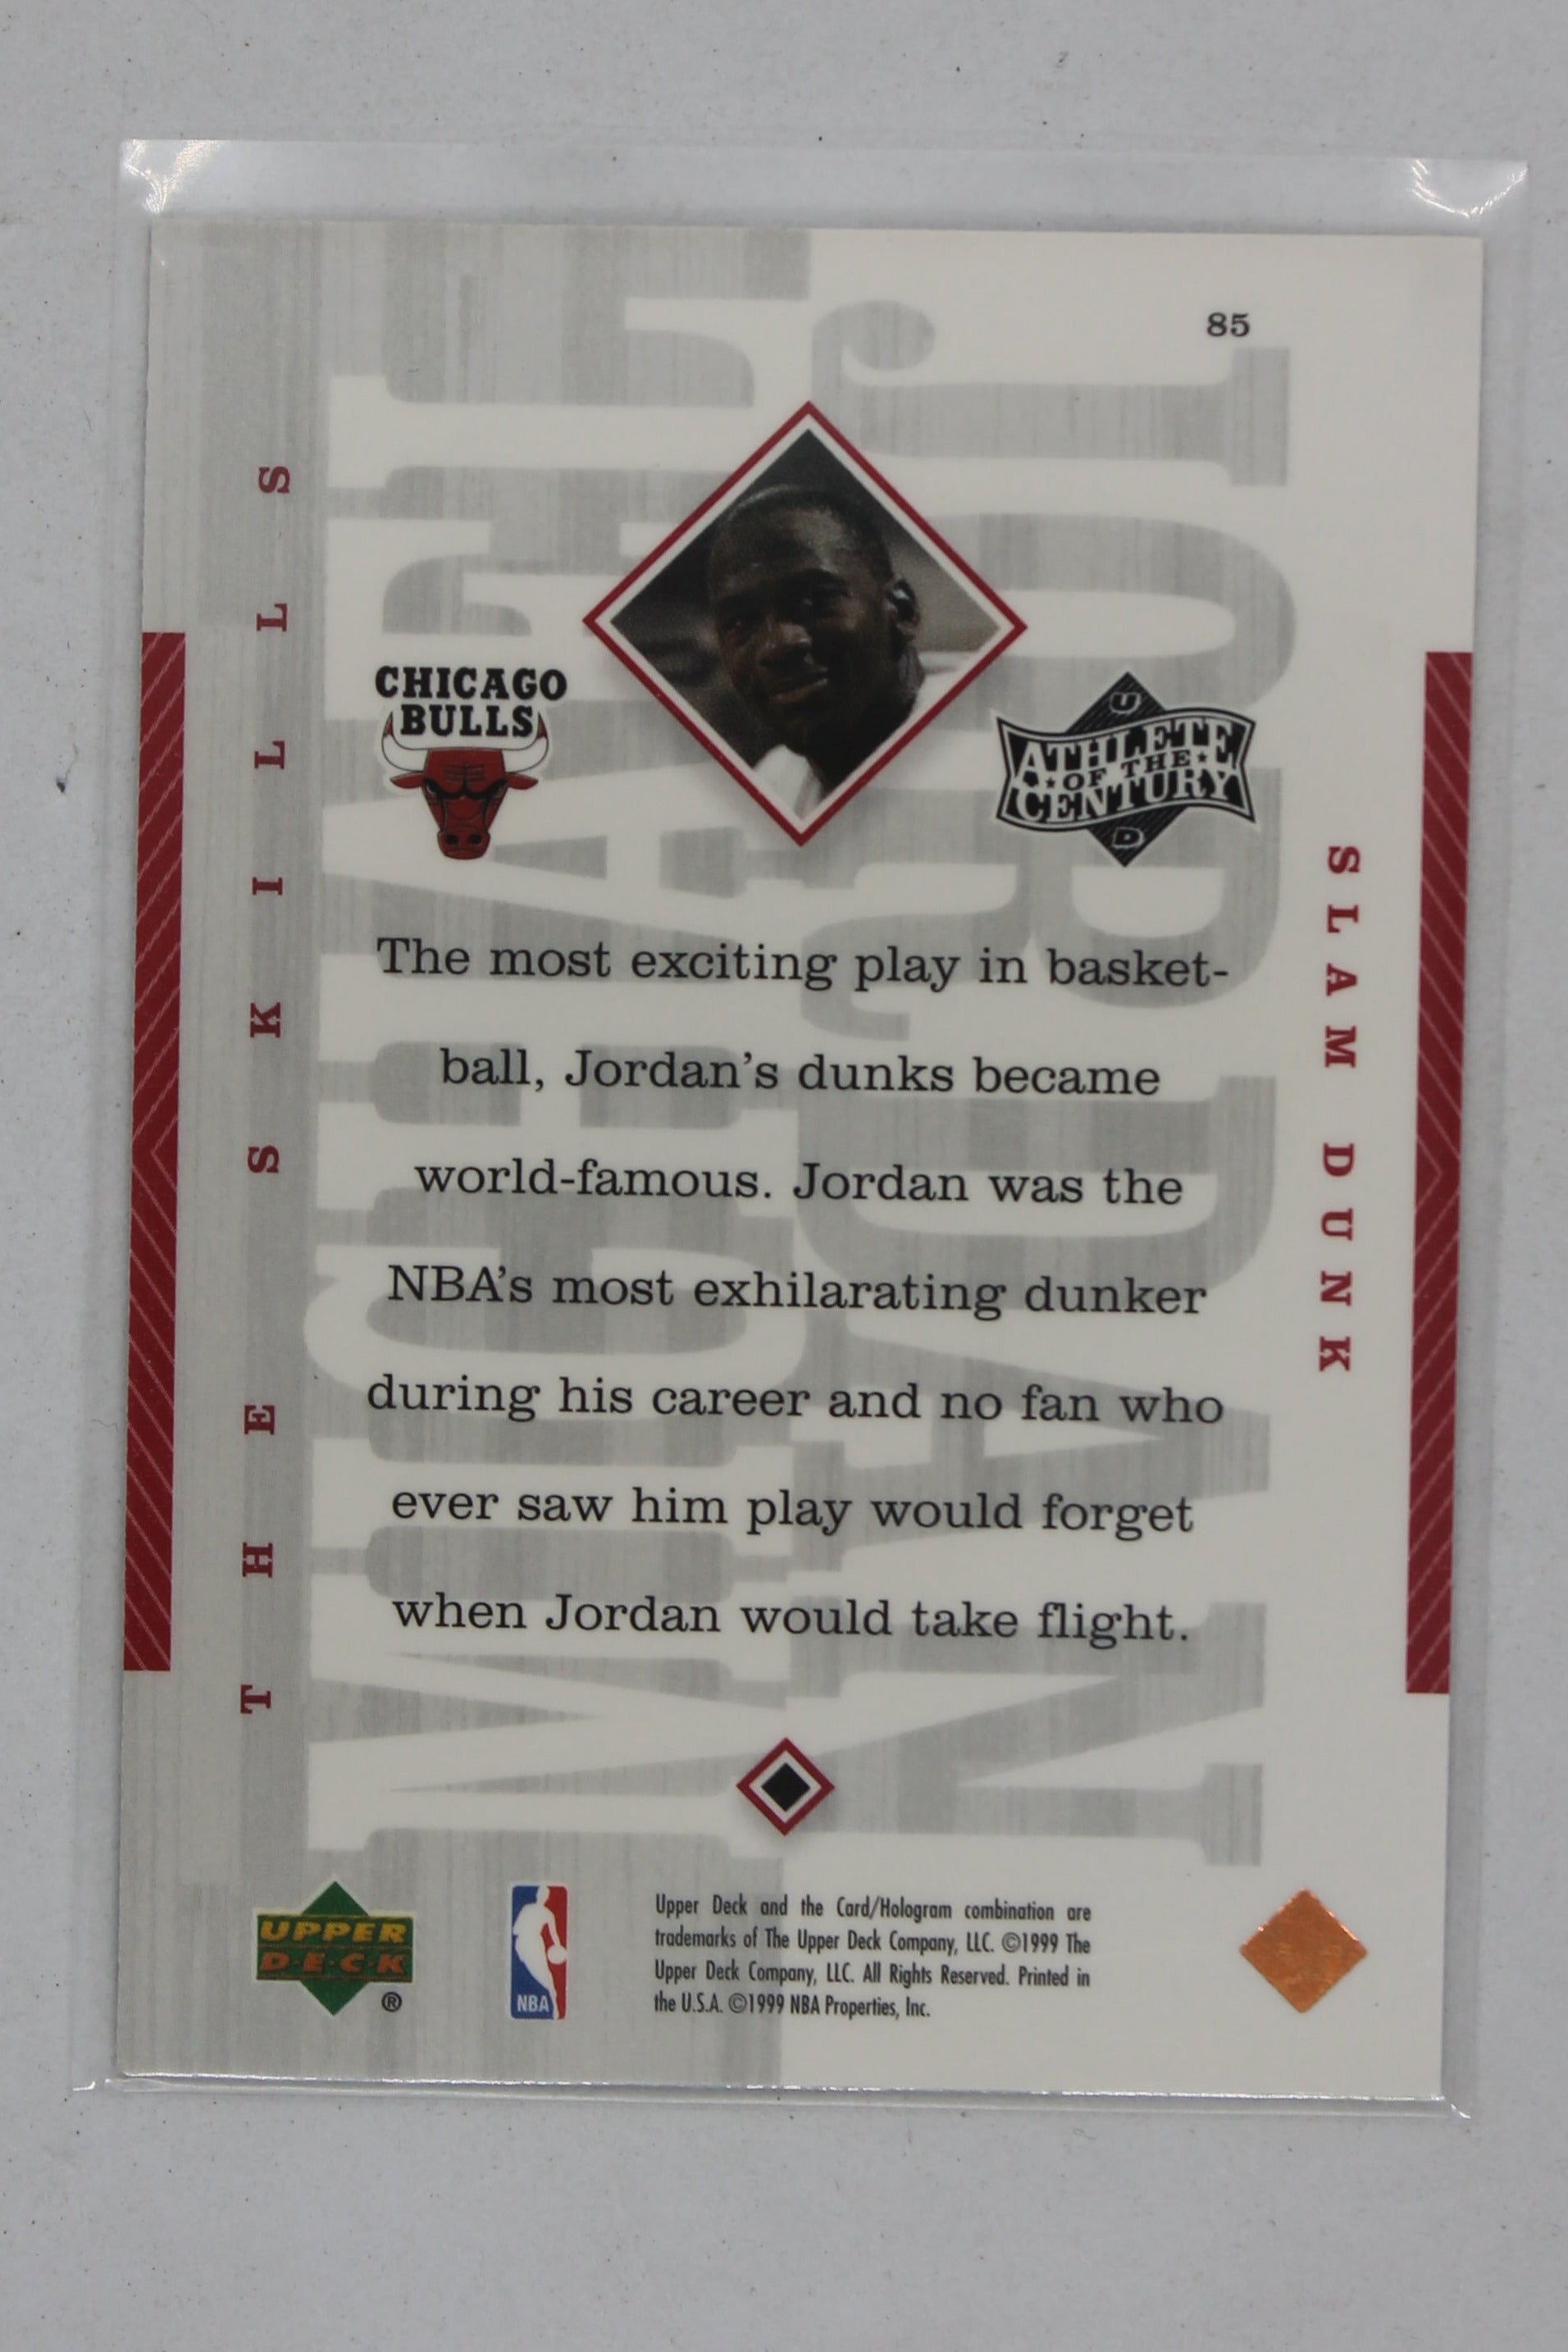 85
THE SKILLS
MICHAEL
JORDAN
CHICAGO
BULLS
U
ATHLETE
OF THE
CENTURY
D
SLAM DUNK
The most exciting play in basket-
ball, Jordan's dunks became
world-famous. Jordan was the
NBA's most exhilarating dunker
during his career and no fan who
ever saw him play would forget
when Jordan would take flight.
UPPER
D·E·C·K
®
NBA
Upper Deck and the Card/Hologram combination are
trademarks of The Upper Deck Company, LLC. ©1999 The
Upper Deck Company, LLC. All Rights Reserved. Printed in
the U.S.A. ©1999 NBA Properties, Inc.